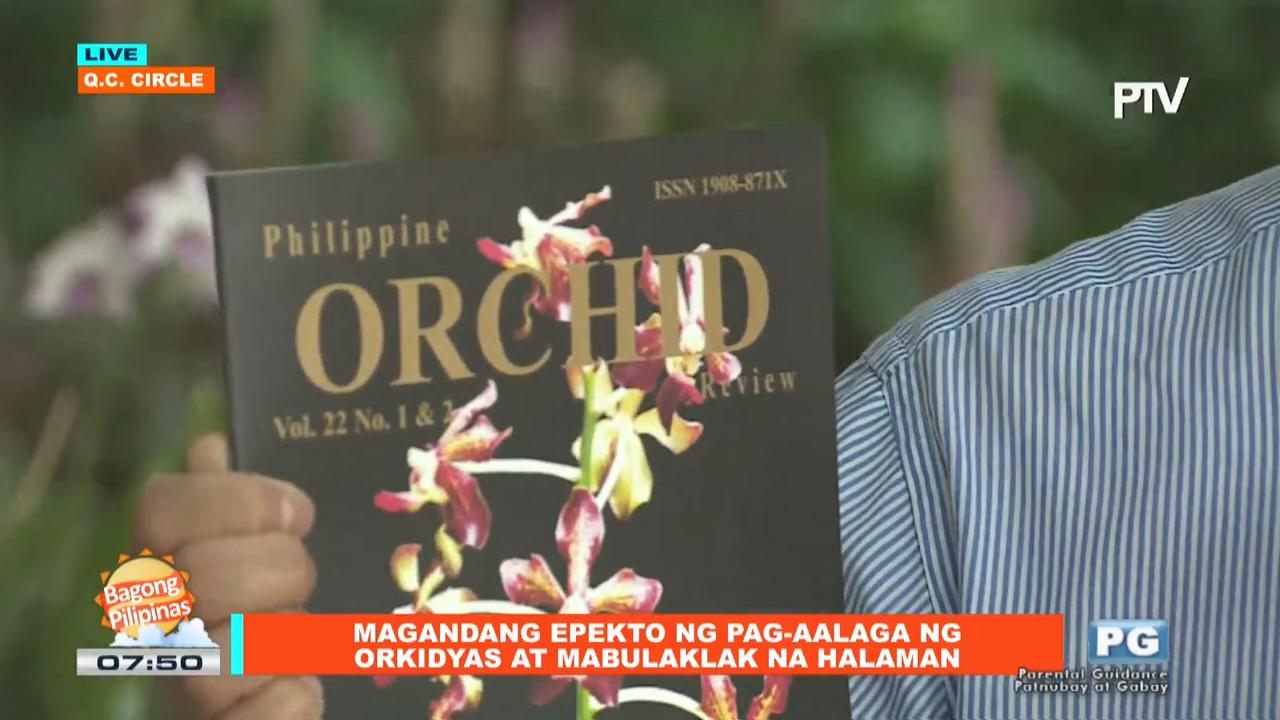 LIVE
Q.C. CIRCLE
PTV
ISSN 1908-871X
Philippine
ORCHID
Review
Vol. 22 No. 1 & 2
Bagong
Pilipinas
07:50
MAGANDANG EPEKTO NG PAG-AALAGA NG
ORKIDYAS AT MABULAKLAK NA HALAMAN
PG
Parental Guidance
Patnubay at Gabay